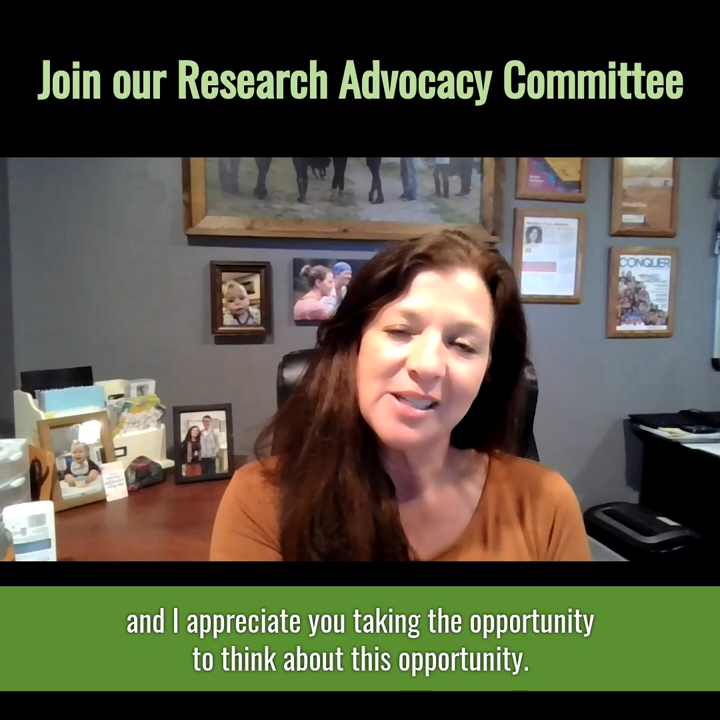 Join our Research Advocacy Committee
CONQUER
and I appreciate you taking the opportunity
to think about this opportunity.